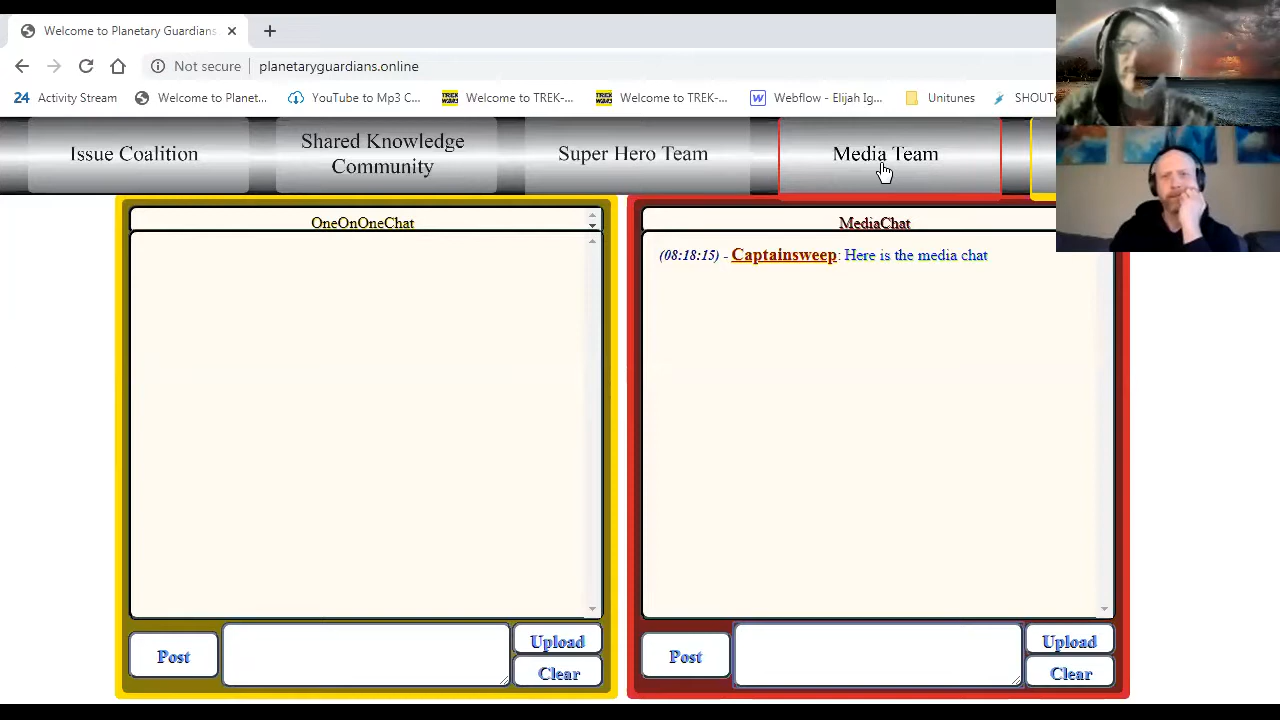 Welcome to Planetary Guardians
Not secure planetaryguardians.online
24 Activity Stream Welcome to Planet... YouTube to Mp3 C... Welcome to TREK-... Welcome to TREK-... Webflow - Elijah Ig... Unitunes SHOUT
Issue Coalition
Shared Knowledge
Community
Super Hero Team
Media Team
OneOnOneChat
MediaChat
(08:18:15) - Captainsweep: Here is the media chat
Post
Upload
Clear
Post
Upload
Clear